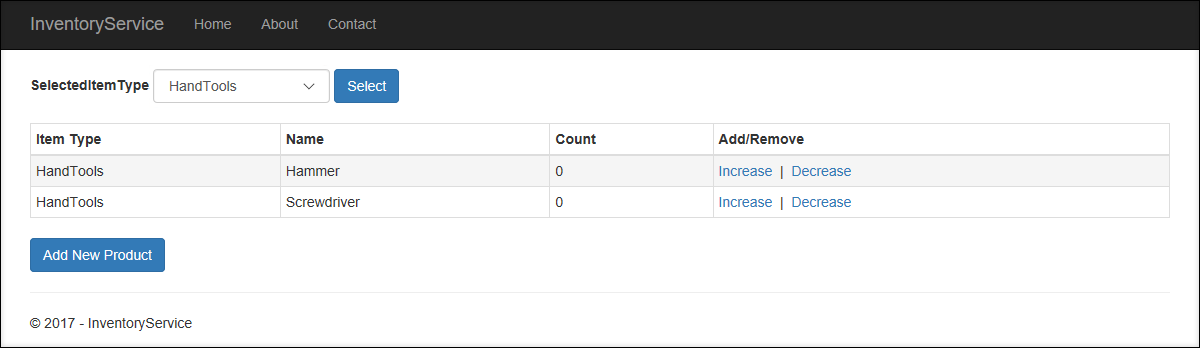 InventoryService Home About Contact
SelectedItemType HandTools Select
Item Type Name Count Add/Remove
HandTools Hammer 0 Increase | Decrease
HandTools Screwdriver 0 Increase | Decrease
Add New Product
© 2017 - InventoryService